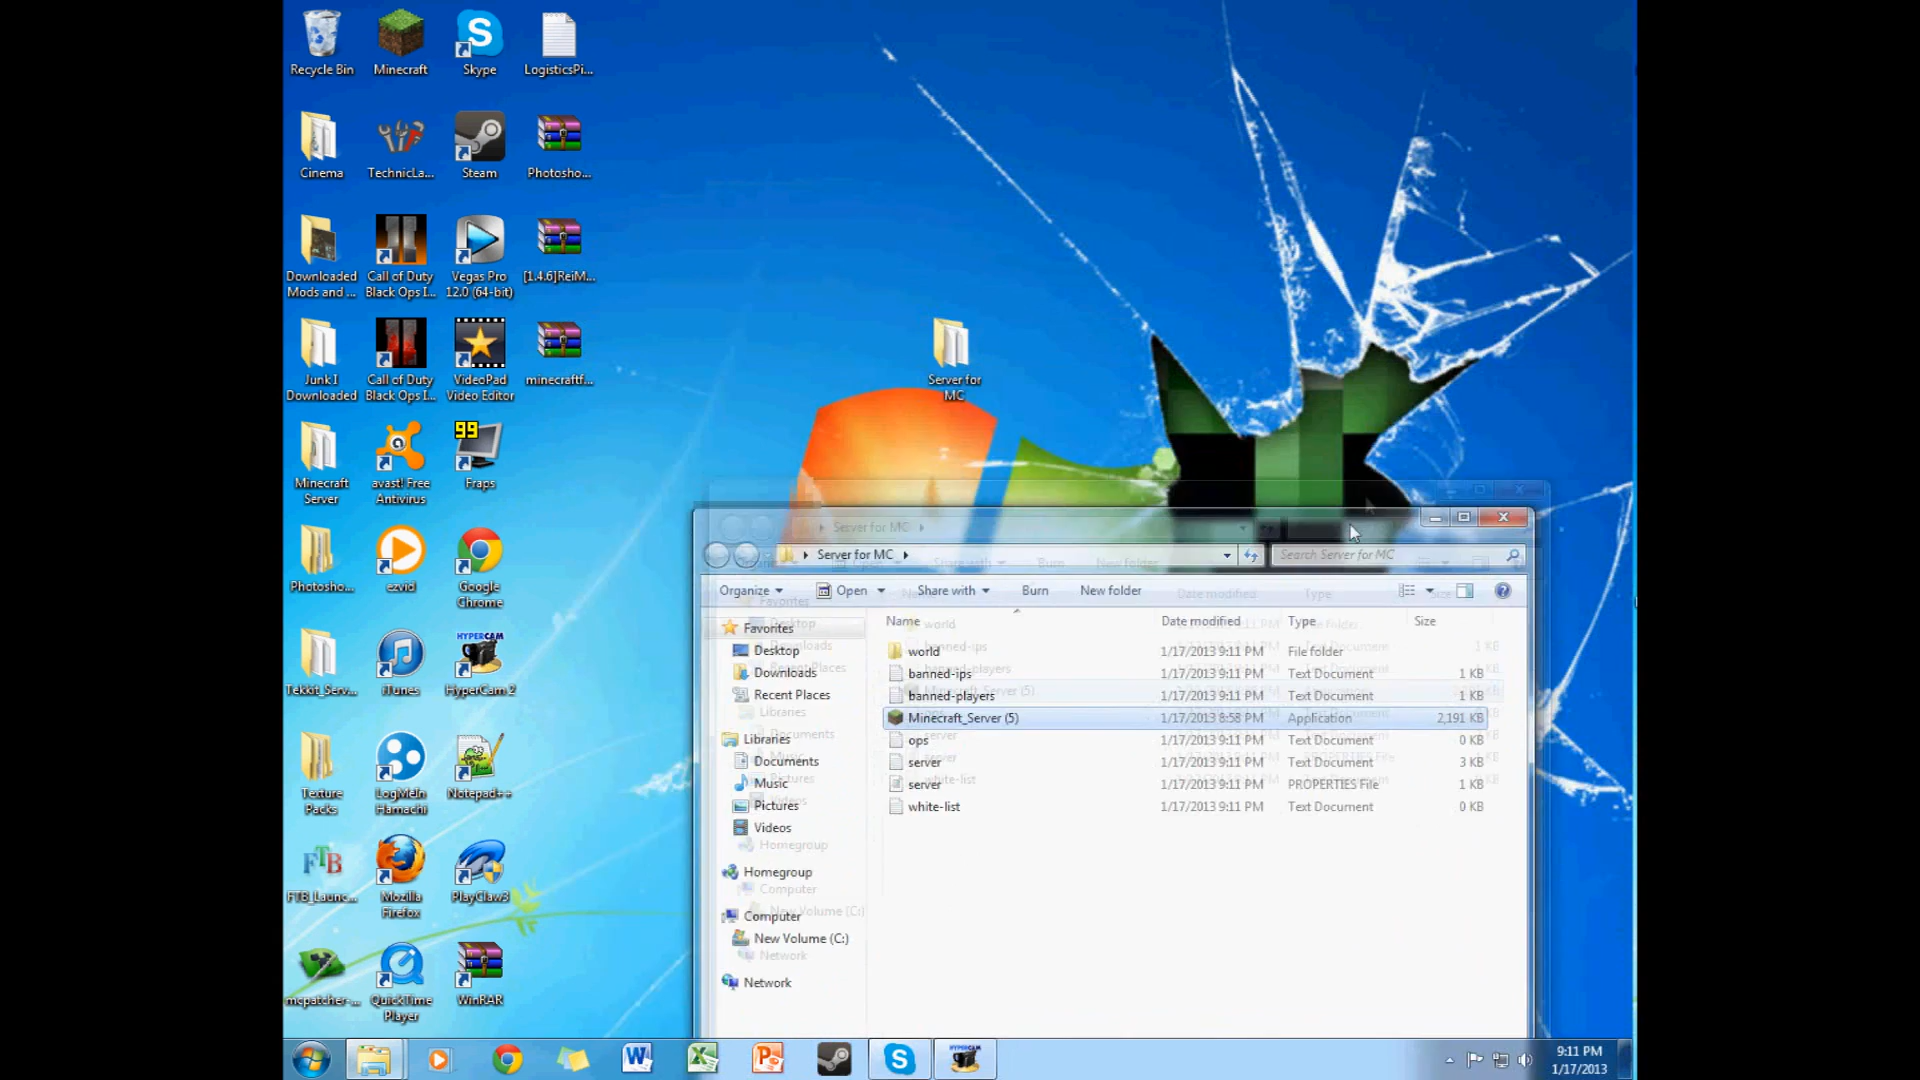 Recycle Bin
Minecraft
Skype
LogisticsPi...
Cinema
TechnicLa...
Steam
Photosho...
Downloaded
Mods and ...
Call of Duty
Black Ops I...
Vegas Pro
12.0 (64-bit)
[1.4.6]ReiM...
Junk I
Downloaded
Call of Duty
Black Ops I...
VideoPad
Video Editor
minecraftf...
Server for
MC
Minecraft
Server
avast! Free
Antivirus
99
Fraps
Photosho...
ezvid
Google
Chrome
Tekkit_Serv...
iTunes
HYPERCAM
HyperCam 2
Texture
Packs
LogMeIn
Hamachi
Notepad++
FTB
FTB_Launc...
Mozilla
Firefox
PlayClaw3
mcpatcher-...
QuickTime
Player
WinRAR
Server for MC
Server for MC
Search Server for MC
Organize
Open
Share with
Burn
New folder
Name
Date modified
Type
Size
Favorites
Desktop
Downloads
Recent Places
Libraries
Documents
Music
Pictures
Videos
Homegroup
Computer
New Volume (C:)
Network
world 1/17/2013 9:11 PM File folder
banned-ips 1/17/2013 9:11 PM Text Document 1 KB
banned-players 1/17/2013 9:11 PM Text Document 1 KB
Minecraft_Server (5) 1/17/2013 8:58 PM Application 2,191 KB
ops 1/17/2013 9:11 PM Text Document 0 KB
server 1/17/2013 9:11 PM Text Document 3 KB
server 1/17/2013 9:11 PM PROPERTIES File 1 KB
white-list 1/17/2013 9:11 PM Text Document 0 KB
HYPERCAM
9:11 PM
1/17/2013